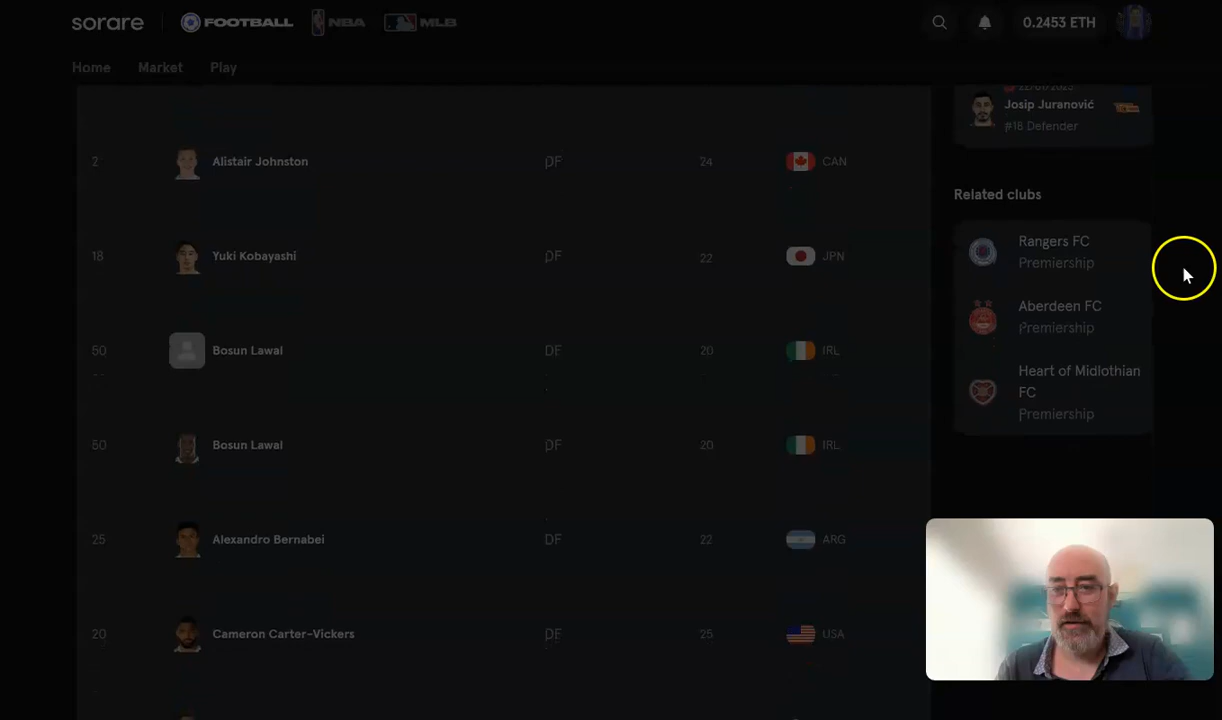 sorare
FOOTBALL
NBA
MLB
0.2453 ETH
Home
Market
Play
Josip Juranović
#18 Defender
2 Alistair Johnston DF 24 CAN
Related clubs
Rangers FC
Premiership
18 Yuki Kobayashi DF 22 JPN
Aberdeen FC
Premiership
50 Bosun Lawal DF 20 IRL
Heart of Midlothian
FC
Premiership
50 Bosun Lawal DF 20 IRL
25 Alexandro Bernabei DF 22 ARG
20 Cameron Carter-Vickers DF 25 USA